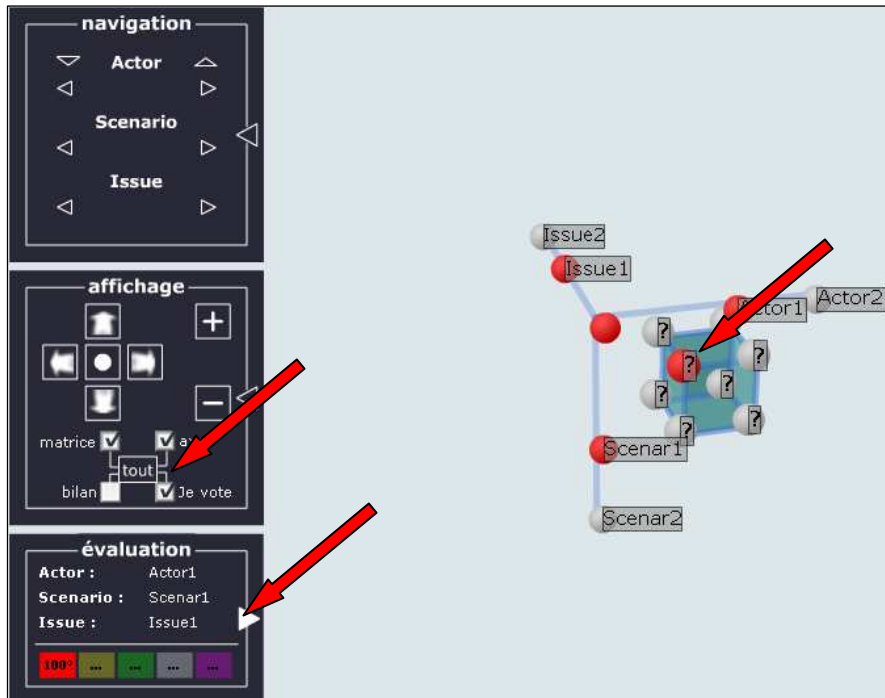 navigation
Actor
Scenario
Issue
affichage
+
−
matrice
tout
bilan
Je vote
évaluation
Actor : Actor1
Scenario : Scenar1
Issue : Issue1
100° ... ... ... ...
Issue2
Issue1
Actor2
Actor1
?
?
?
?
?
?
?
Scenar1
Scenar2